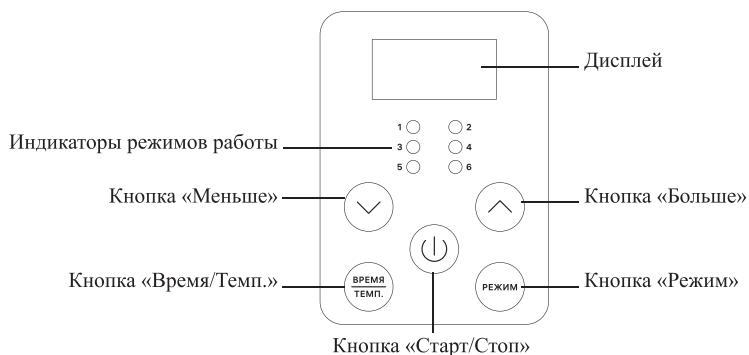 Дисплей
1 2
Индикаторы режимов работы 3 4
5 6
Кнопка «Меньше» Кнопка «Больше»
Кнопка «Время/Темп.» ВРЕМЯ
ТЕМП. РЕЖИМ Кнопка «Режим»
Кнопка «Старт/Стоп»